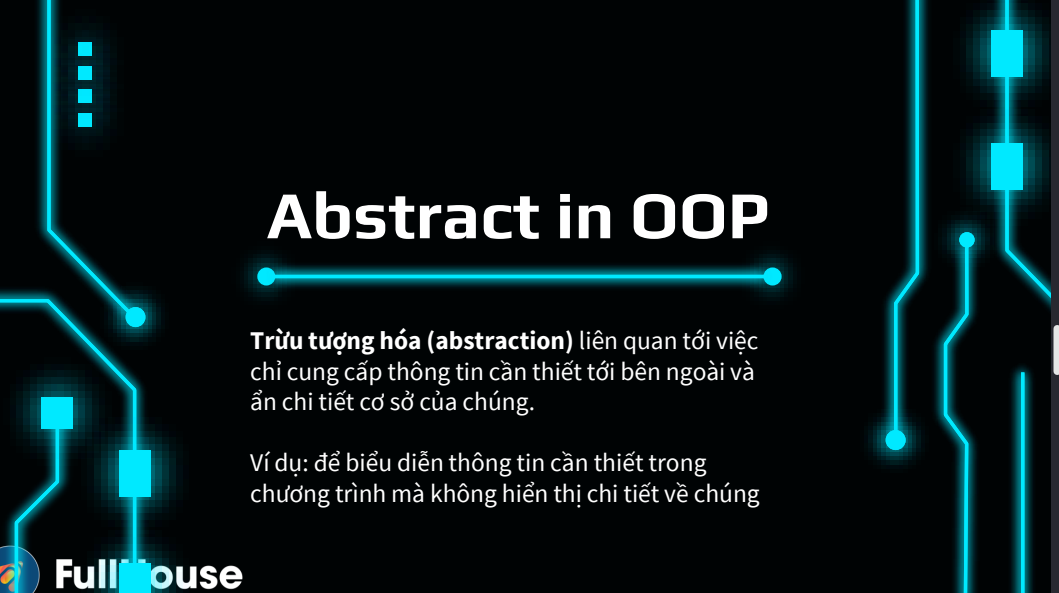 Abstract in OOP
Trừu tượng hóa (abstraction) liên quan tới việc
chỉ cung cấp thông tin cần thiết tới bên ngoài và
ẩn chi tiết cơ sở của chúng.
Ví dụ: để biểu diễn thông tin cần thiết trong
chương trình mà không hiển thị chi tiết về chúng
FullHouse